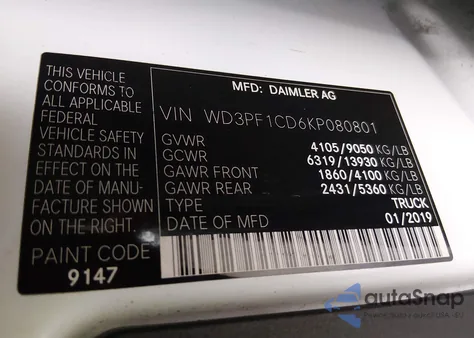 THIS VEHICLE
CONFORMS TO
ALL APPLICABLE
FEDERAL
VEHICLE SAFETY
STANDARDS IN
EFFECT ON THE
DATE OF MANU-
FACTURE SHOWN
ON THE RIGHT.
PAINT CODE
9147
MFD: DAIMLER AG
VIN WD3PF1CD6KP080801
GVWR 4105/9050 KG/LB
GCWR 6319/13930 KG/LB
GAWR FRONT 1860/4100 KG/LB
GAWR REAR 2431/5360 KG/LB
TYPE TRUCK
DATE OF MFD 01/2019
autoSnap